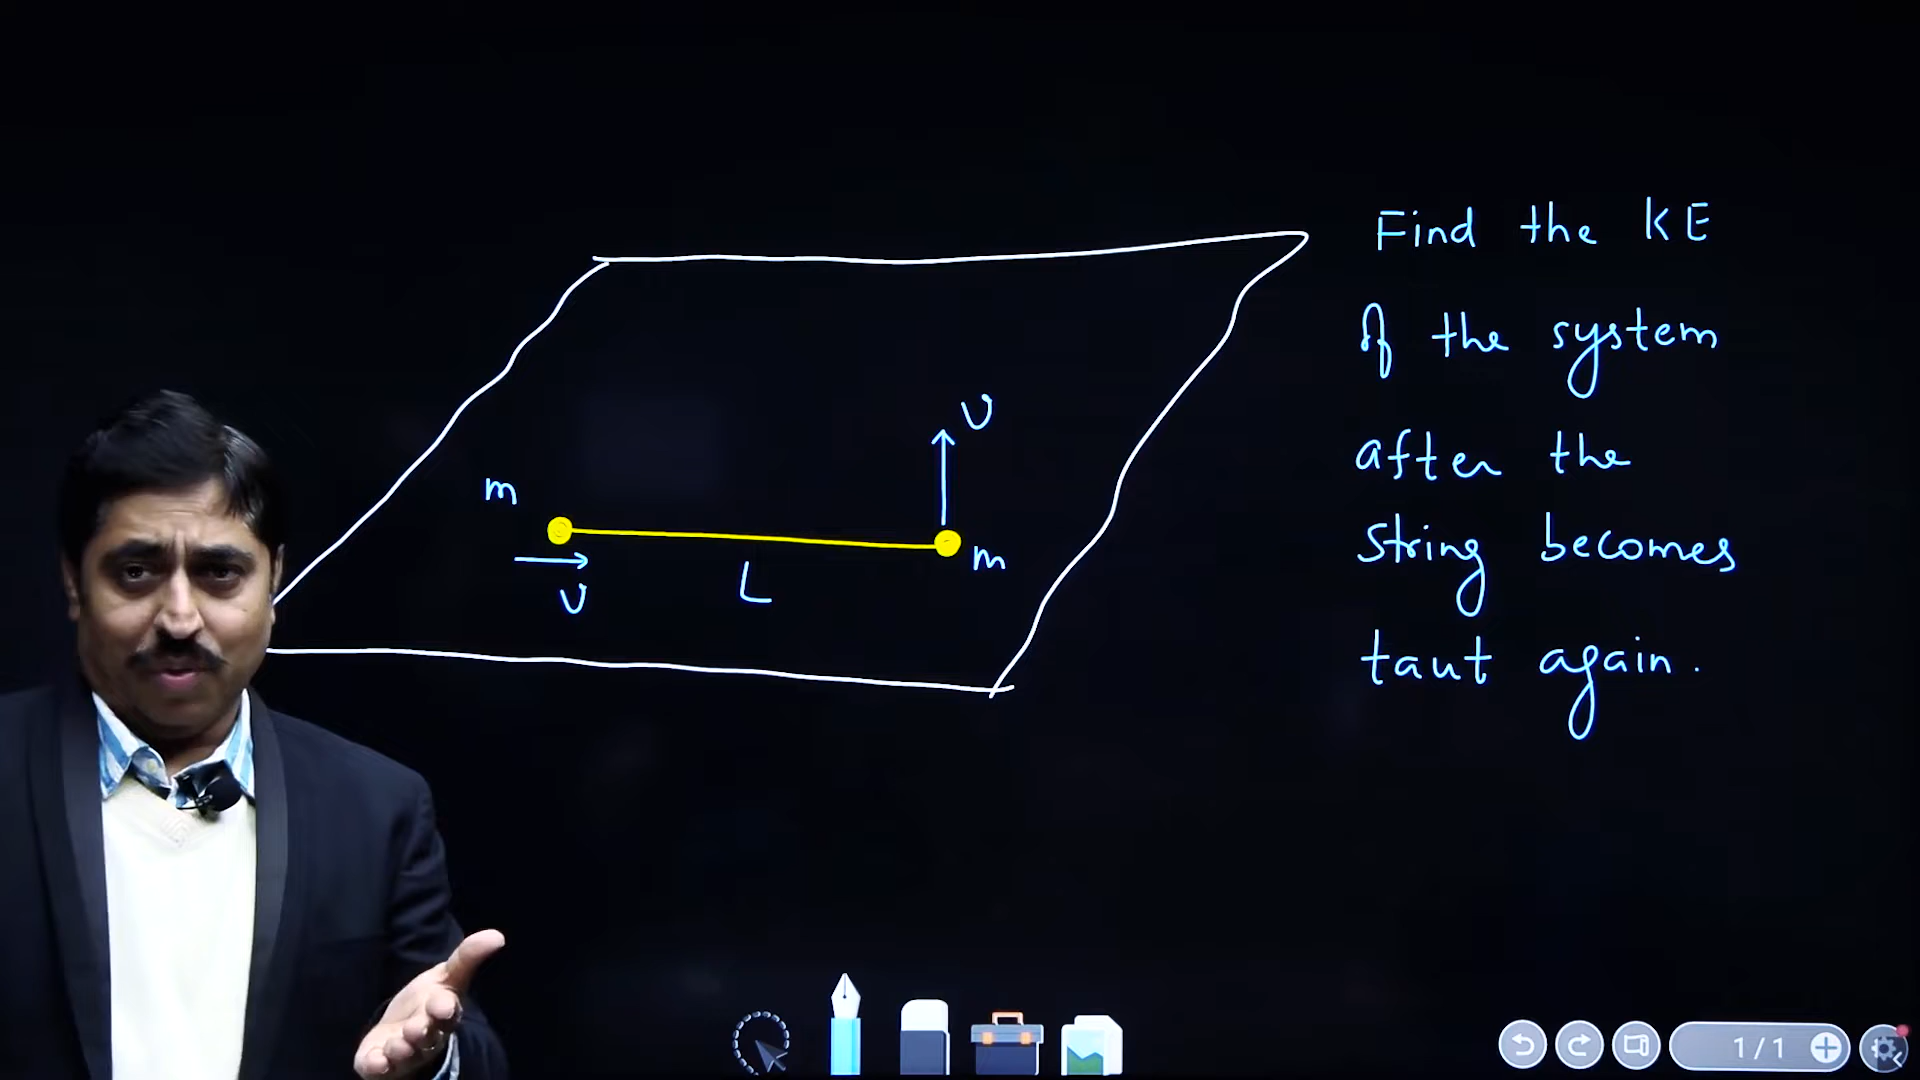 Find the KE
of the system
after the
string becomes
taut again.
v
m
m
v
L
1/1